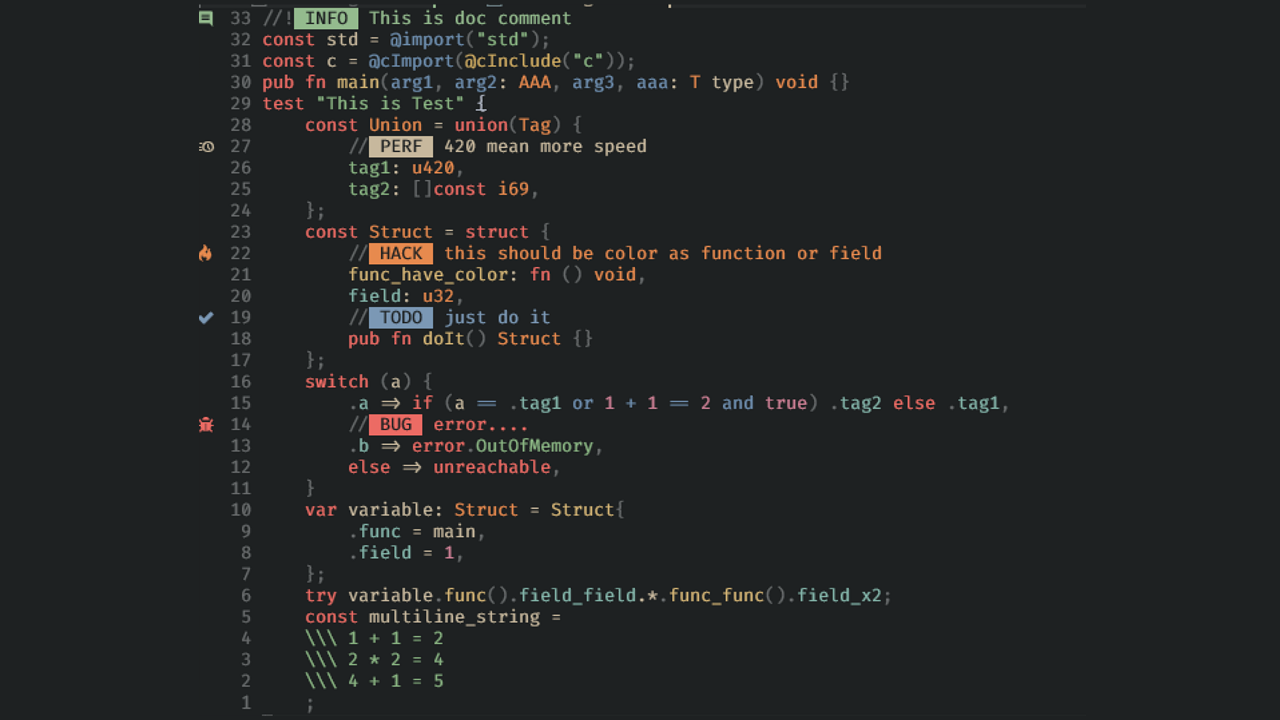 33 //! INFO This is doc comment
32 const std = @import("std");
31 const c = @cImport(@cInclude("c"));
30 pub fn main(arg1, arg2: AAA, arg3, aaa: T type) void {}
29 test "This is Test" {
28     const Union = union(Tag) {
27         // PERF 420 mean more speed
26         tag1: u420,
25         tag2: []const i69,
24     };
23     const Struct = struct {
22         // HACK this should be color as function or field
21         func_have_color: fn () void,
20         field: u32,
19         // TODO just do it
18         pub fn doIt() Struct {}
17     };
16     switch (a) {
15         .a => if (a == .tag1 or 1 + 1 == 2 and true) .tag2 else .tag1,
14         // BUG error....
13         .b => error.OutOfMemory,
12         else => unreachable,
11     }
10     var variable: Struct = Struct{
9         .func = main,
8         .field = 1,
7     };
6     try variable.func().field_field.*.func_func().field_x2;
5     const multiline_string =
4     \\\ 1 + 1 = 2
3     \\\ 2 * 2 = 4
2     \\\ 4 + 1 = 5
1     ;